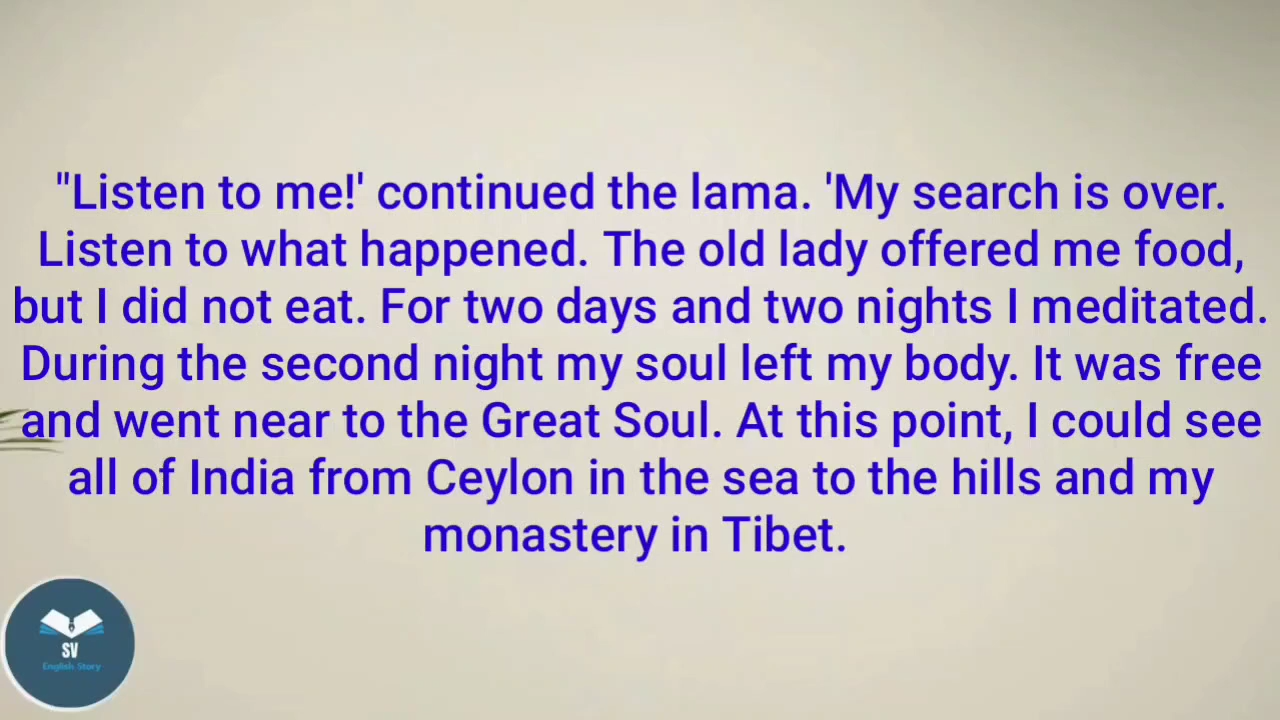 "Listen to me!' continued the lama. 'My search is over.
Listen to what happened. The old lady offered me food,
but I did not eat. For two days and two nights I meditated.
During the second night my soul left my body. It was free
and went near to the Great Soul. At this point, I could see
all of India from Ceylon in the sea to the hills and my
monastery in Tibet.
SV
English Story